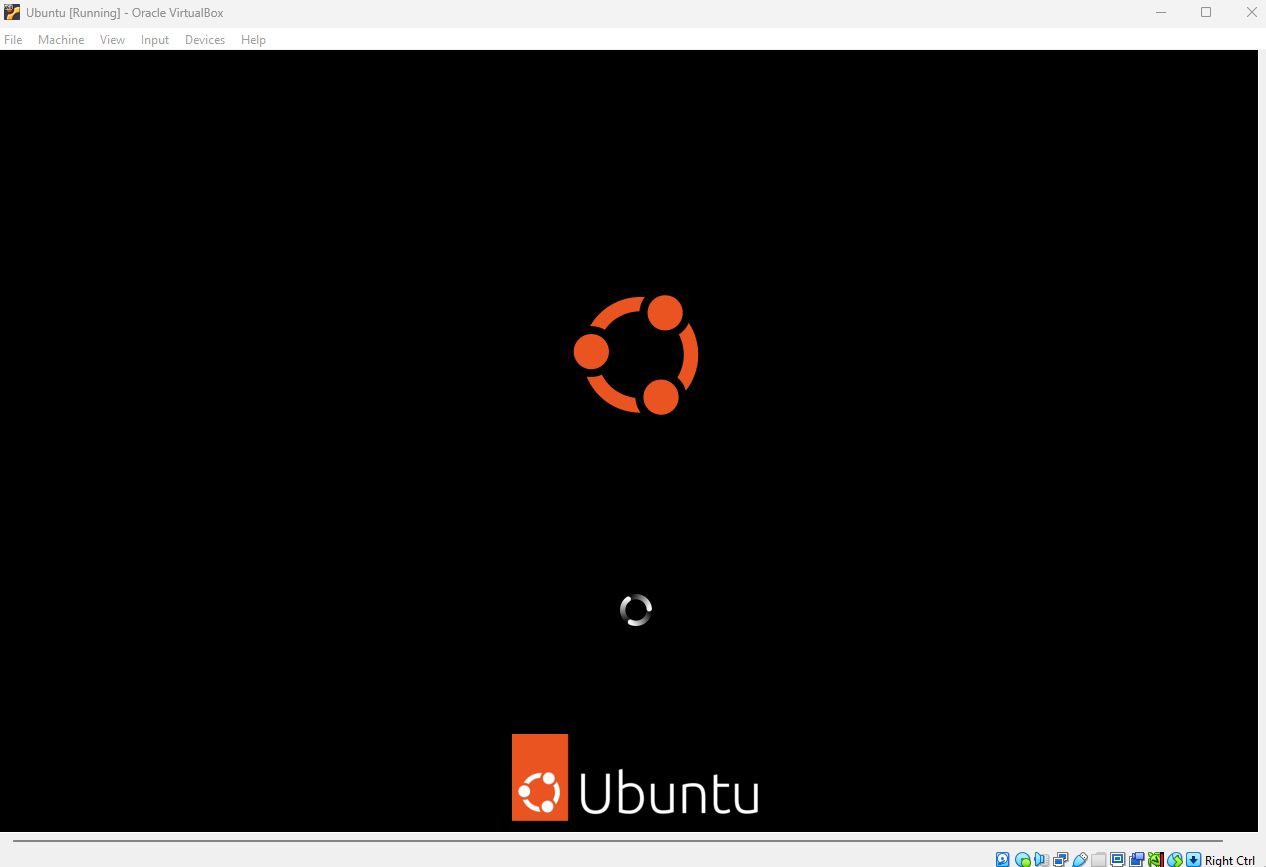 Ubuntu [Running] - Oracle VirtualBox
File Machine View Input Devices Help
Ubuntu
Right Ctrl